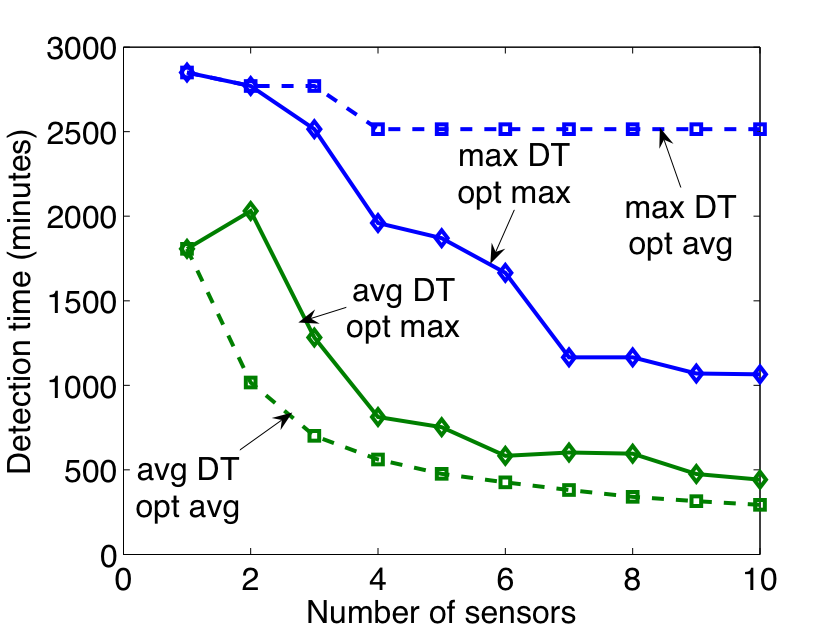 3000
2500
2000
1500
1000
500
0
Detection time (minutes)
max DT
opt max
max DT
opt avg
avg DT
opt max
avg DT
opt avg
0 2 4 6 8 10
Number of sensors